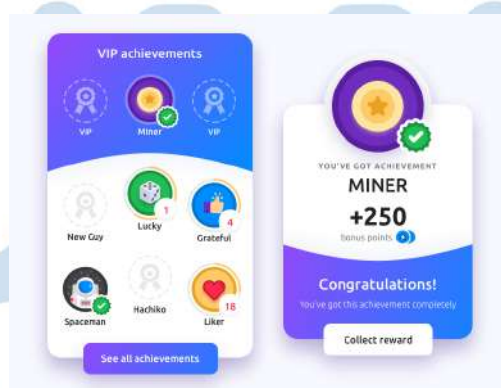 VIP achievements
VIP
Miner
VIP
New Guy
Lucky
1
Grateful
4
Spaceman
Hachiko
Liker
18
See all achievements
YOU'VE GOT ACHIEVEMENT
MINER
+250
bonus points
Congratulations!
You've got this achievement completely
Collect reward